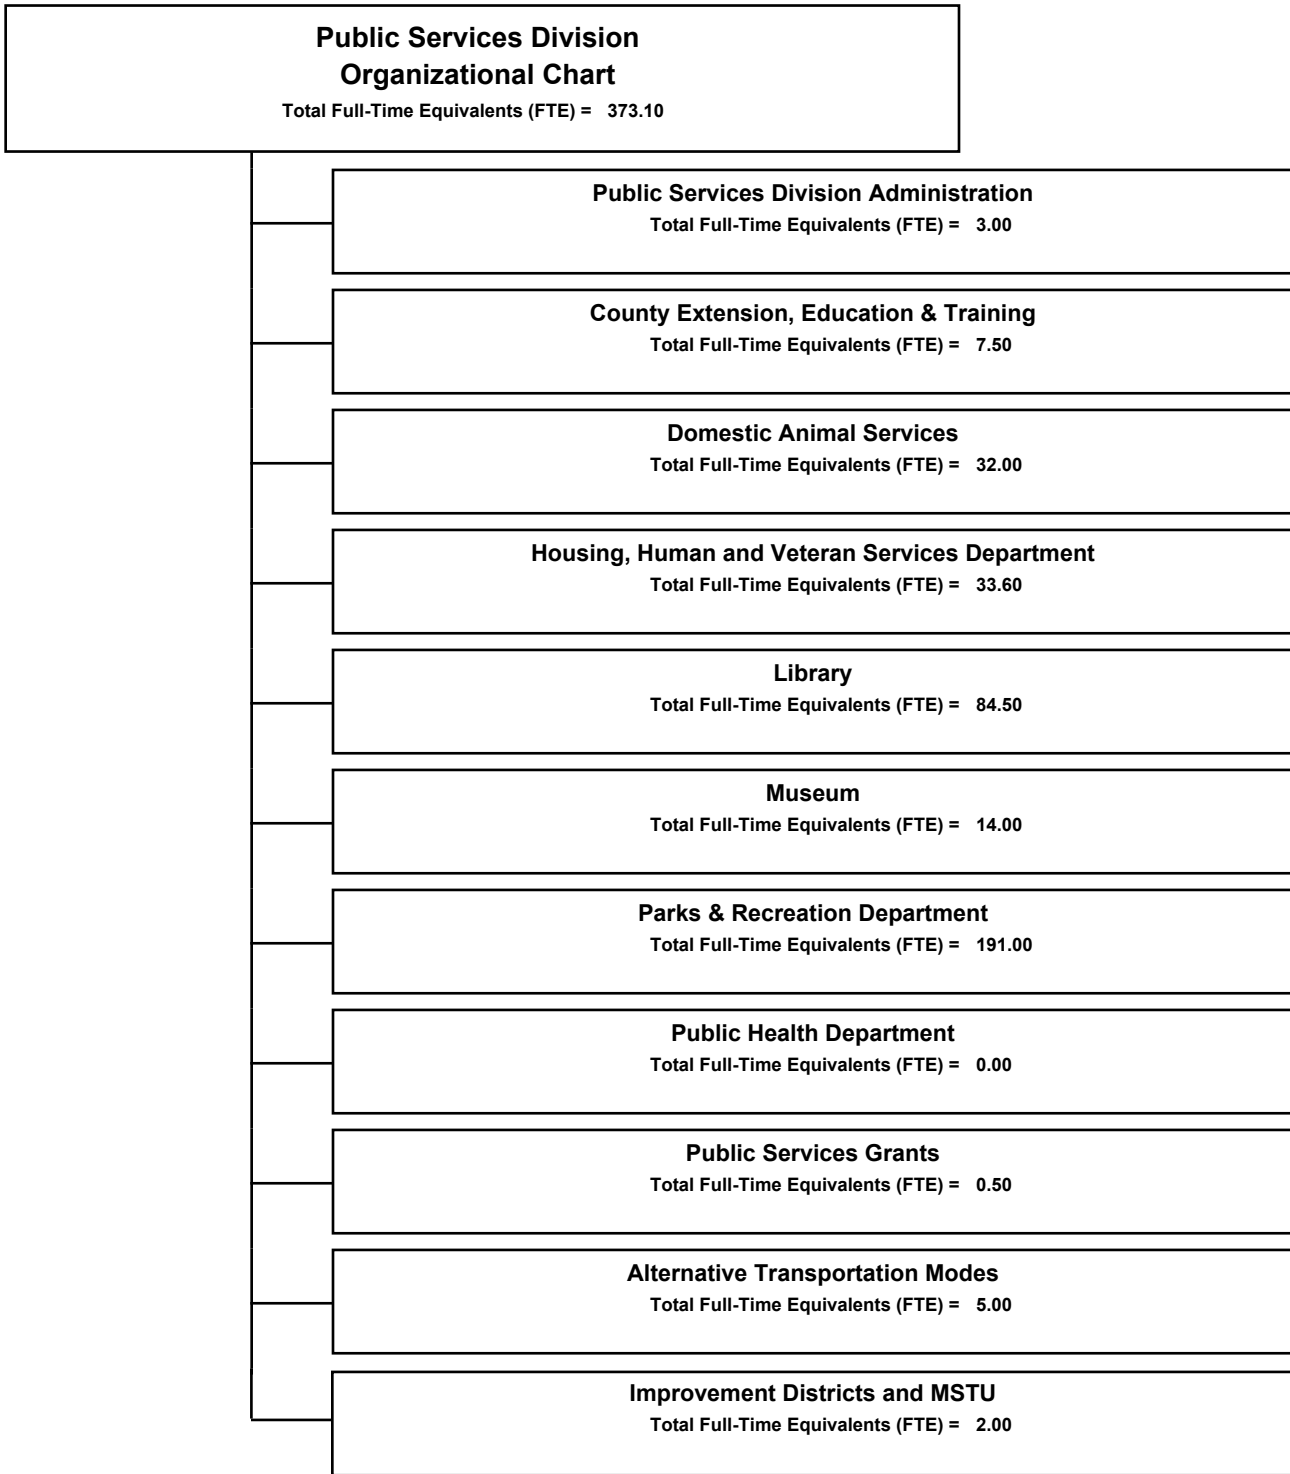 Public Services Division
Organizational Chart
Total Full-Time Equivalents (FTE) = 373.10
Public Services Division Administration
Total Full-Time Equivalents (FTE) = 3.00
County Extension, Education & Training
Total Full-Time Equivalents (FTE) = 7.50
Domestic Animal Services
Total Full-Time Equivalents (FTE) = 32.00
Housing, Human and Veteran Services Department
Total Full-Time Equivalents (FTE) = 33.60
Library
Total Full-Time Equivalents (FTE) = 84.50
Museum
Total Full-Time Equivalents (FTE) = 14.00
Parks & Recreation Department
Total Full-Time Equivalents (FTE) = 191.00
Public Health Department
Total Full-Time Equivalents (FTE) = 0.00
Public Services Grants
Total Full-Time Equivalents (FTE) = 0.50
Alternative Transportation Modes
Total Full-Time Equivalents (FTE) = 5.00
Improvement Districts and MSTU
Total Full-Time Equivalents (FTE) = 2.00